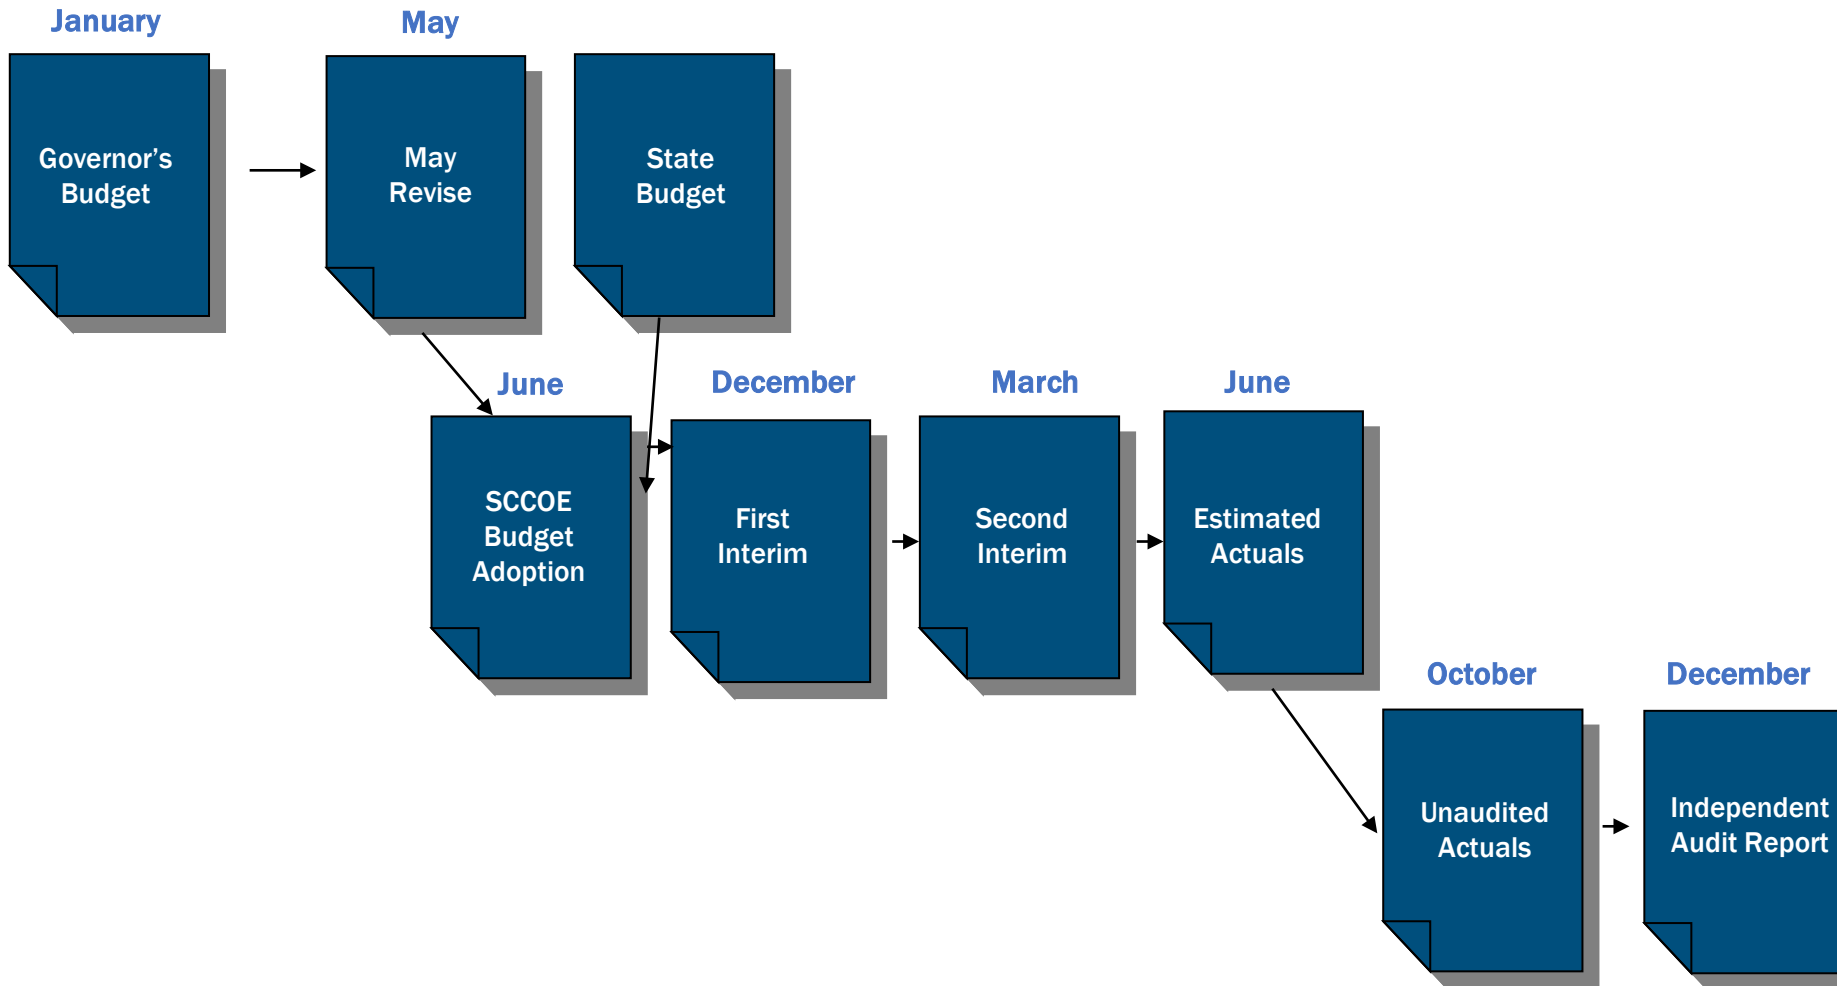 January
May
Governor’s
Budget
May
Revise
State
Budget
June
December
March
June
SCCOE
Budget
Adoption
First
Interim
Second
Interim
Estimated
Actuals
October
December
Unaudited
Actuals
Independent
Audit Report